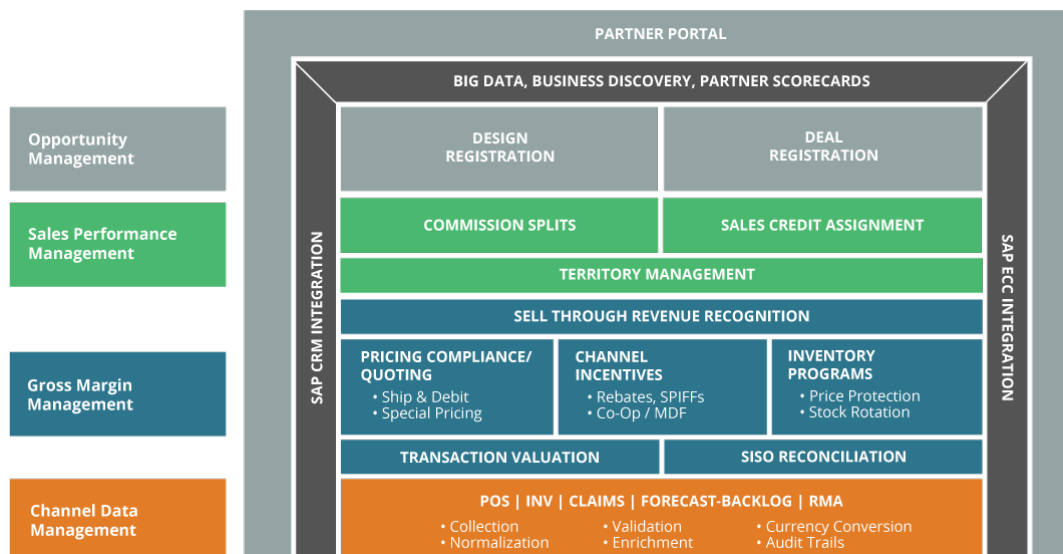 PARTNER PORTAL
BIG DATA, BUSINESS DISCOVERY, PARTNER SCORECARDS
SAP CRM INTEGRATION
SAP ECC INTEGRATION
Opportunity
Management
DESIGN
REGISTRATION
DEAL
REGISTRATION
Sales Performance
Management
COMMISSION SPLITS
SALES CREDIT ASSIGNMENT
TERRITORY MANAGEMENT
SELL THROUGH REVENUE RECOGNITION
Gross Margin
Management
PRICING COMPLIANCE/
QUOTING
• Ship & Debit
• Special Pricing
CHANNEL
INCENTIVES
• Rebates, SPIFFs
• Co-Op / MDF
INVENTORY
PROGRAMS
• Price Protection
• Stock Rotation
TRANSACTION VALUATION
SISO RECONCILIATION
Channel Data
Management
POS | INV | CLAIMS | FORECAST-BACKLOG | RMA
• Collection
• Normalization
• Validation
• Enrichment
• Currency Conversion
• Audit Trails